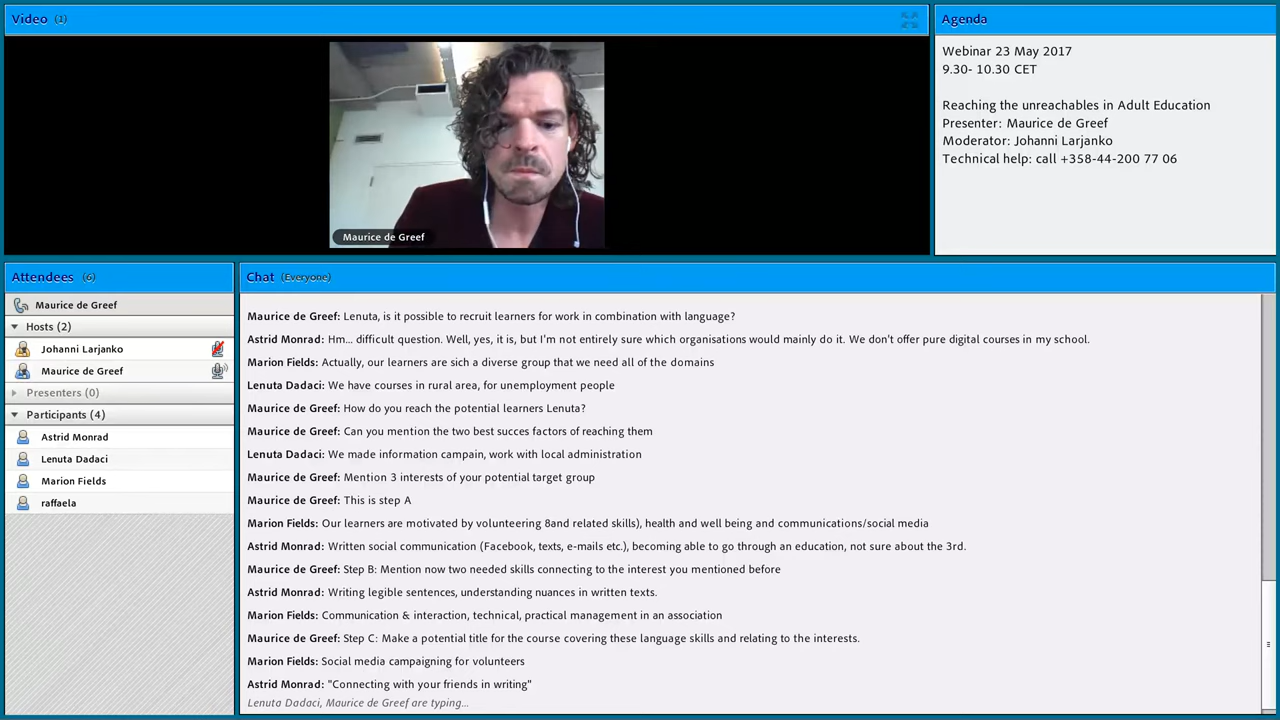 Video (1)
Maurice de Greef
Agenda
Webinar 23 May 2017
9.30- 10.30 CET
Reaching the unreachables in Adult Education
Presenter: Maurice de Greef
Moderator: Johanni Larjanko
Technical help: call +358-44-200 77 06
Attendees (6)
Maurice de Greef
Hosts (2)
Johanni Larjanko
Maurice de Greef
Presenters (0)
Participants (4)
Astrid Monrad
Lenuta Dadaci
Marion Fields
raffaela
Chat (Everyone)
Maurice de Greef: Lenuta, is it possible to recruit learners for work in combination with language?
Astrid Monrad: Hm... difficult question. Well, yes, it is, but I'm not entirely sure which organisations would mainly do it. We don't offer pure digital courses in my school.
Marion Fields: Actually, our learners are sich a diverse group that we need all of the domains
Lenuta Dadaci: We have courses in rural area, for unemployment people
Maurice de Greef: How do you reach the potential learners Lenuta?
Maurice de Greef: Can you mention the two best succes factors of reaching them
Lenuta Dadaci: We made information campain, work with local administration
Maurice de Greef: Mention 3 interests of your potential target group
Maurice de Greef: This is step A
Marion Fields: Our learners are motivated by volunteering 8and related skills), health and well being and communications/social media
Astrid Monrad: Written social communication (Facebook, texts, e-mails etc.), becoming able to go through an education, not sure about the 3rd.
Maurice de Greef: Step B: Mention now two needed skills connecting to the interest you mentioned before
Astrid Monrad: Writing legible sentences, understanding nuances in written texts.
Marion Fields: Communication & interaction, technical, practical management in an association
Maurice de Greef: Step C: Make a potential title for the course covering these language skills and relating to the interests.
Marion Fields: Social media campaigning for volunteers
Astrid Monrad: "Connecting with your friends in writing"
Lenuta Dadaci, Maurice de Greef are typing...